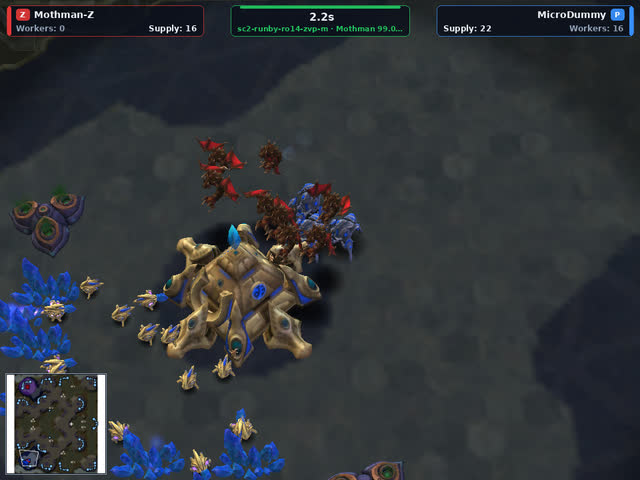 Z Mothman-Z
Workers: 0 Supply: 16
2.2s
sc2-runby-ro14-zvp-m · Mothman 99.0...
MicroDummy P
Supply: 22 Workers: 16